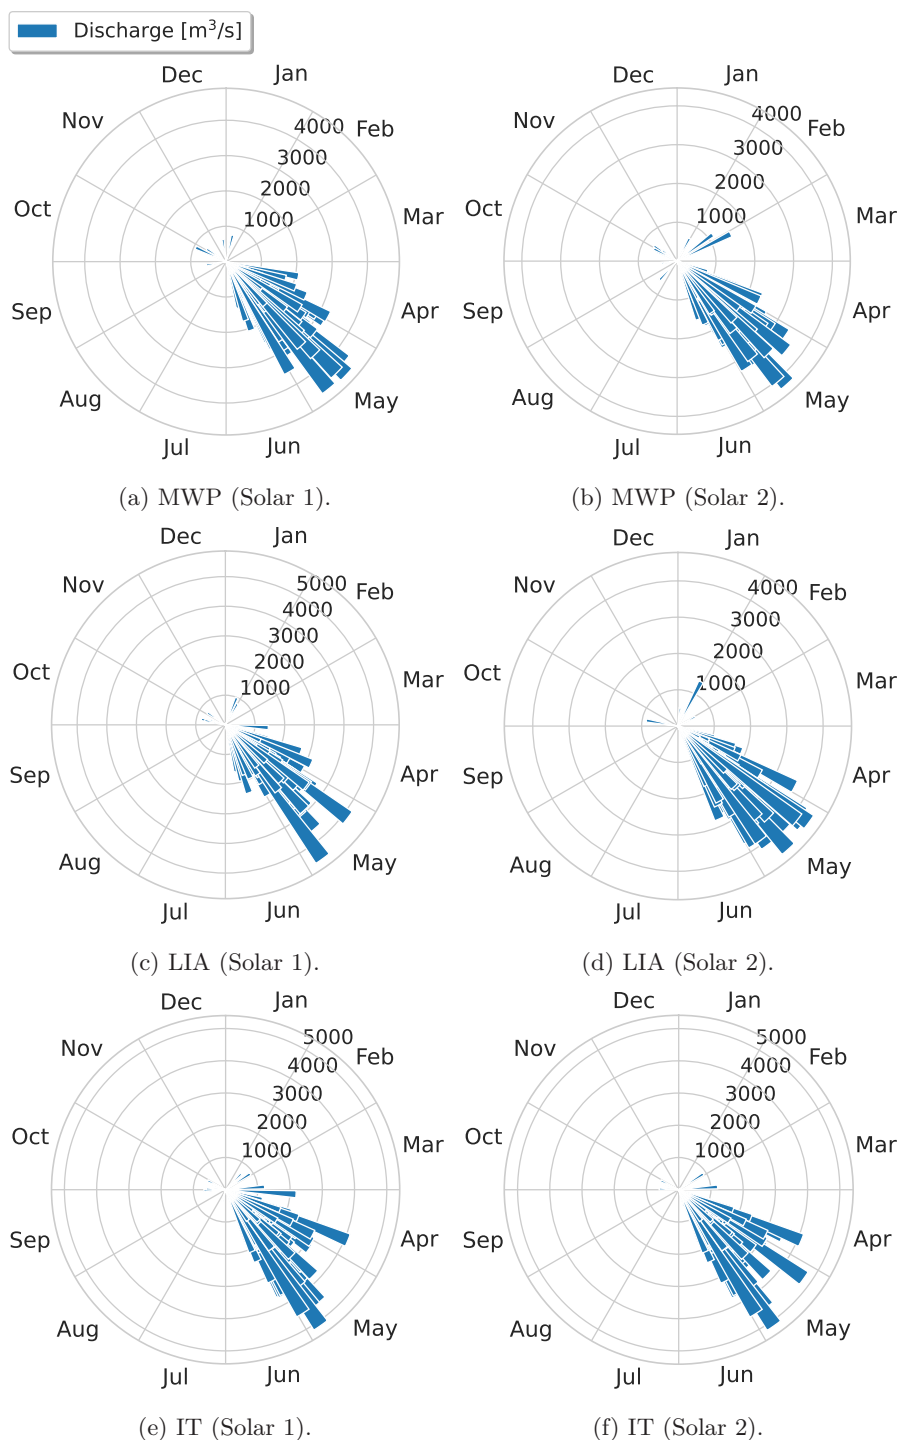 Discharge [m³/s]
Dec Jan
Nov Feb
Oct Mar
Sep Apr
Aug May
Jul Jun
4000
3000
2000
1000
Dec Jan
Nov Feb
Oct Mar
Sep Apr
Aug May
Jul Jun
4000
3000
2000
1000
(a) MWP (Solar 1).
(b) MWP (Solar 2).
Dec Jan
Nov Feb
Oct Mar
Sep Apr
Aug May
Jul Jun
5000
4000
3000
2000
1000
Dec Jan
Nov Feb
Oct Mar
Sep Apr
Aug May
Jul Jun
4000
3000
2000
1000
(c) LIA (Solar 1).
(d) LIA (Solar 2).
Dec Jan
Nov Feb
Oct Mar
Sep Apr
Aug May
Jul Jun
5000
4000
3000
2000
1000
Dec Jan
Nov Feb
Oct Mar
Sep Apr
Aug May
Jul Jun
5000
4000
3000
2000
1000
(e) IT (Solar 1).
(f) IT (Solar 2).